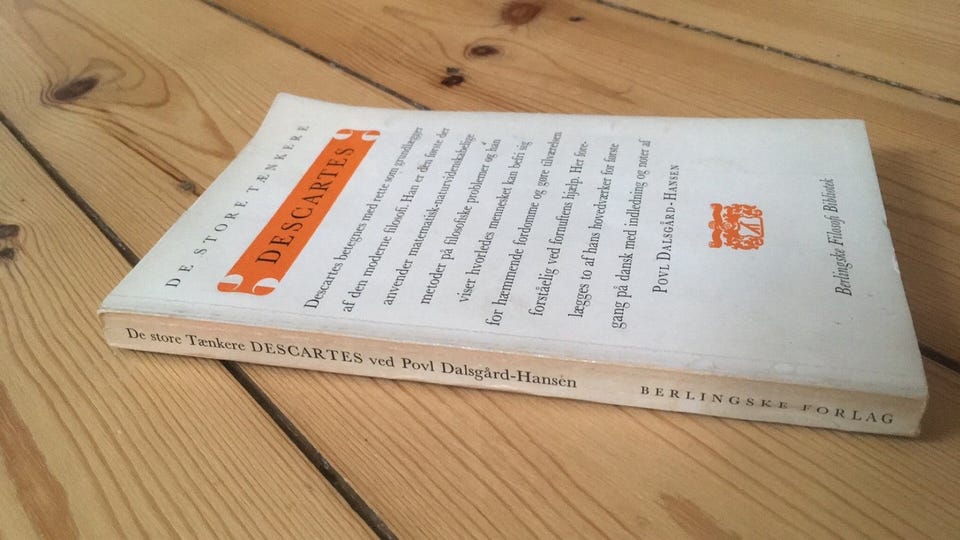 DE STORE TÆNKERE
DESCARTES
Descartes betegnes med rette som grundlægger
af den moderne filosofi. Han er den første der
anvender matematisk-naturvidenskabelige
metoder på filosofiske problemer og han
viser hvorledes mennesket kan befri sig
for hæmmende fordomme og gøre tilværelsen
forståelig ved fornuftens hjælp. Her fore-
lægges to af hans hovedværker for første
gang på dansk med indledning og noter af
POVL DALSGÅRD-HANSEN
Berlingske Filosofi Bibliotek
De store Tænkere DESCARTES ved Povl Dalsgård-Hansen
BERLINGSKE FORLAG